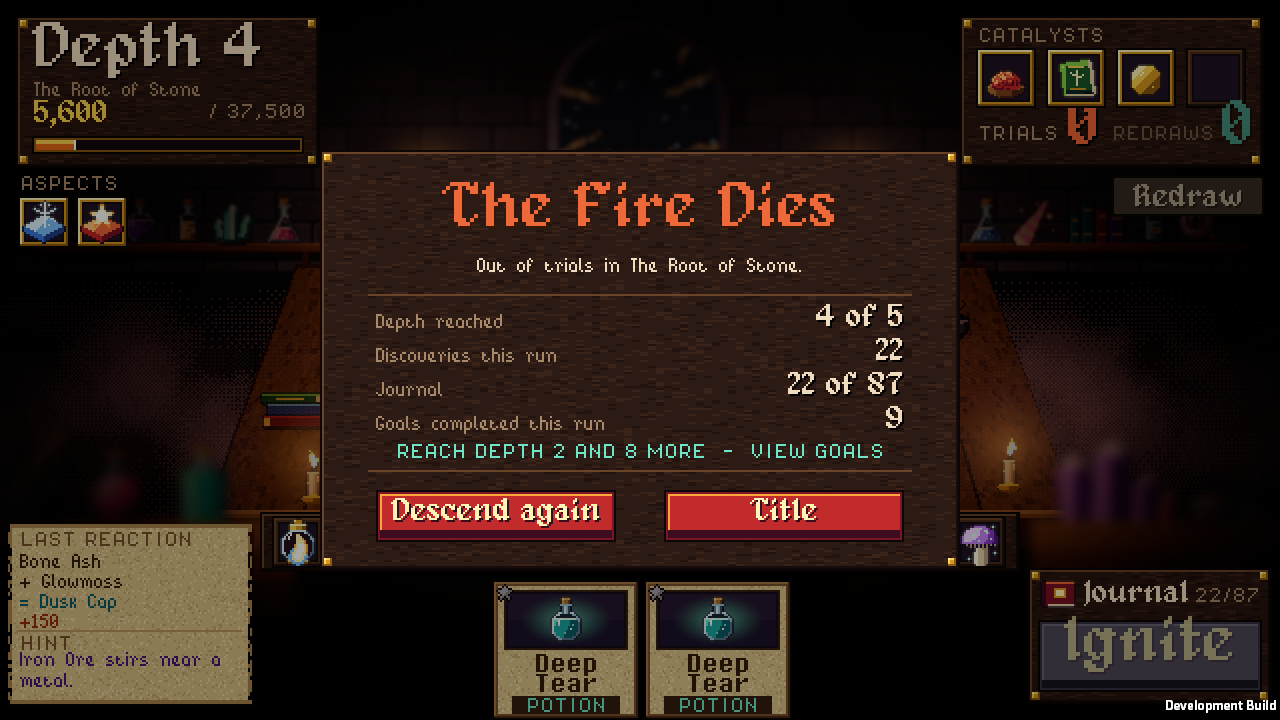 Depth 4
The Root of Stone
5,600 / 37,500
ASPECTS
CATALYSTS
TRIALS 0 REDRAWS 0
Redraw
The Fire Dies
Out of trials in The Root of Stone.
Depth reached 4 of 5
Discoveries this run 22
Journal 22 of 87
Goals completed this run 9
REACH DEPTH 2 AND 8 MORE - VIEW GOALS
Descend again
Title
LAST REACTION
Bone Ash
+ Glowmoss
= Dusk Cap
+150
HINT
Iron Ore stirs near a
metal.
Deep
Tear
POTION
Deep
Tear
POTION
Journal 22/87
Ignite
Development Build